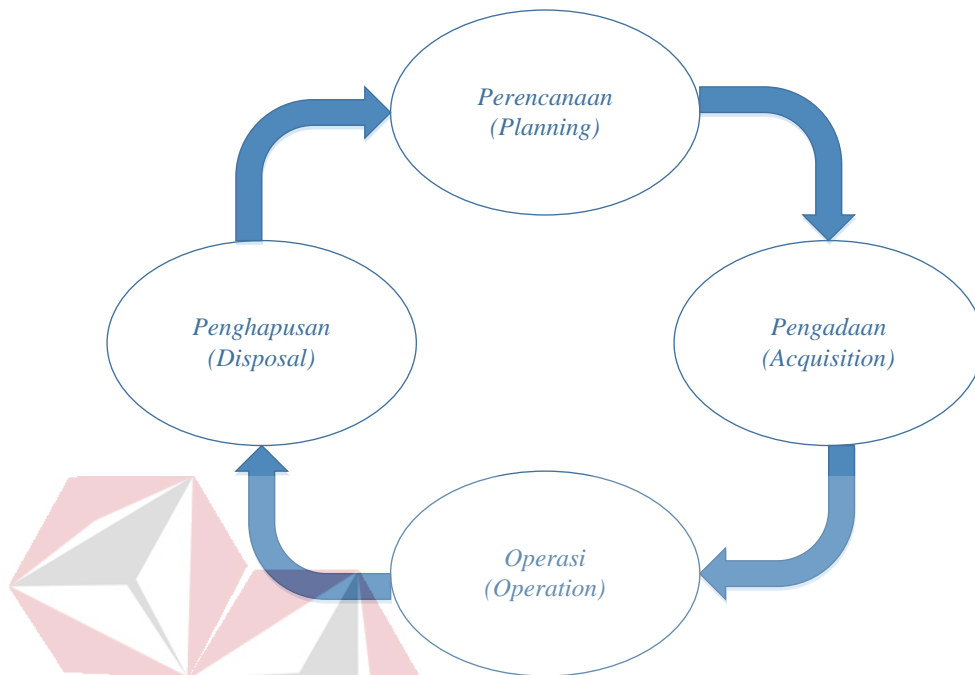 Perencanaan
(Planning)
Pengadaan
(Acquisition)
Operasi
(Operation)
Penghapusan
(Disposal)